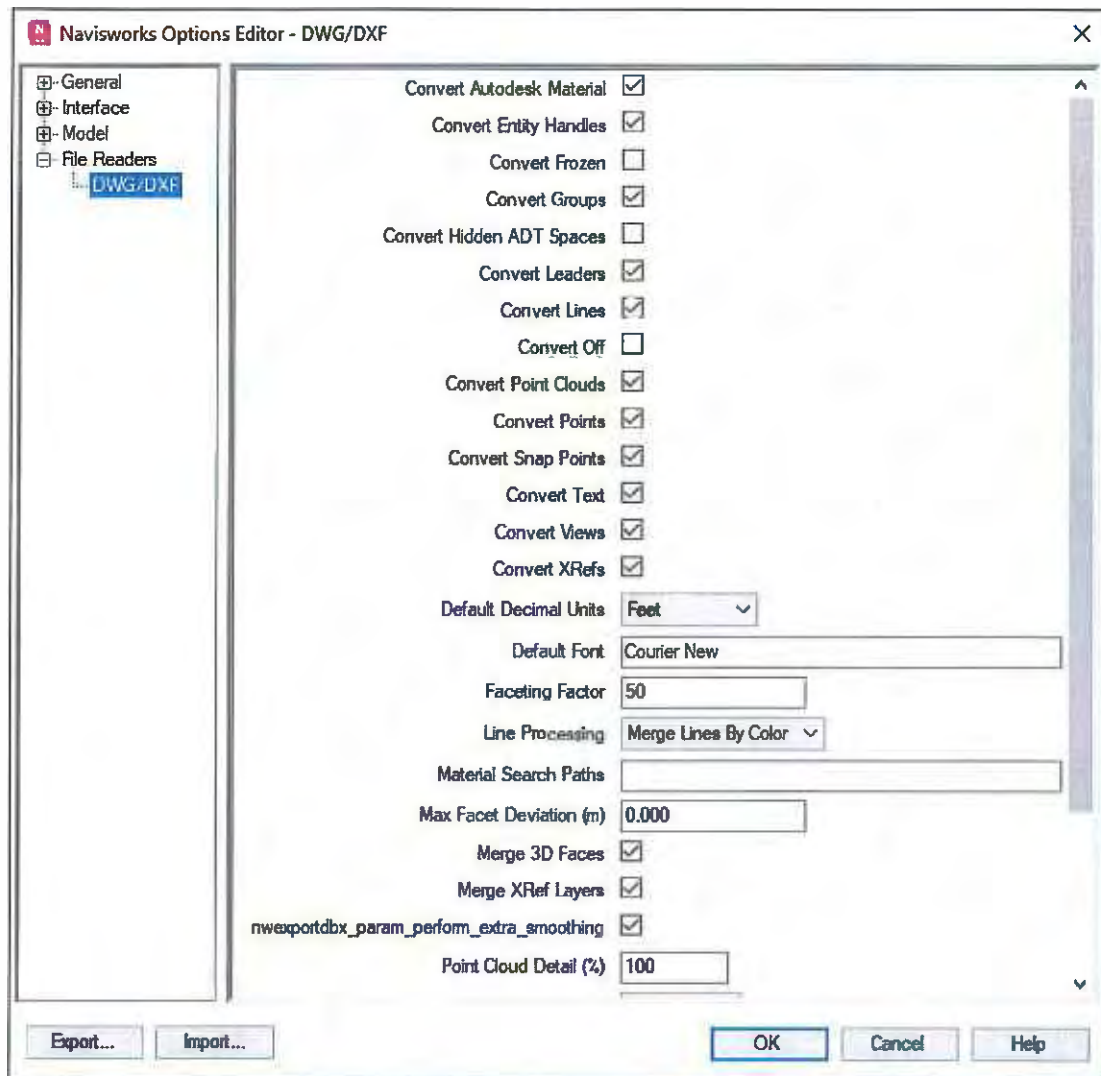 Navisworks Options Editor - DWG/DXF
General
Interface
Model
File Readers
DWG/DXF
Convert Autodesk Material
Convert Entity Handles
Convert Frozen
Convert Groups
Convert Hidden ADT Spaces
Convert Leaders
Convert Lines
Convert Off
Convert Point Clouds
Convert Points
Convert Snap Points
Convert Text
Convert Views
Convert XRefs
Default Decimal Units Feet
Default Font Courier New
Faceting Factor 50
Line Processing Merge Lines By Color
Material Search Paths
Max Facet Deviation (m) 0.000
Merge 3D Faces
Merge XRef Layers
nwexportdbx_param_perform_extra_smoothing
Point Cloud Detail (%) 100
Export... Import... OK Cancel Help